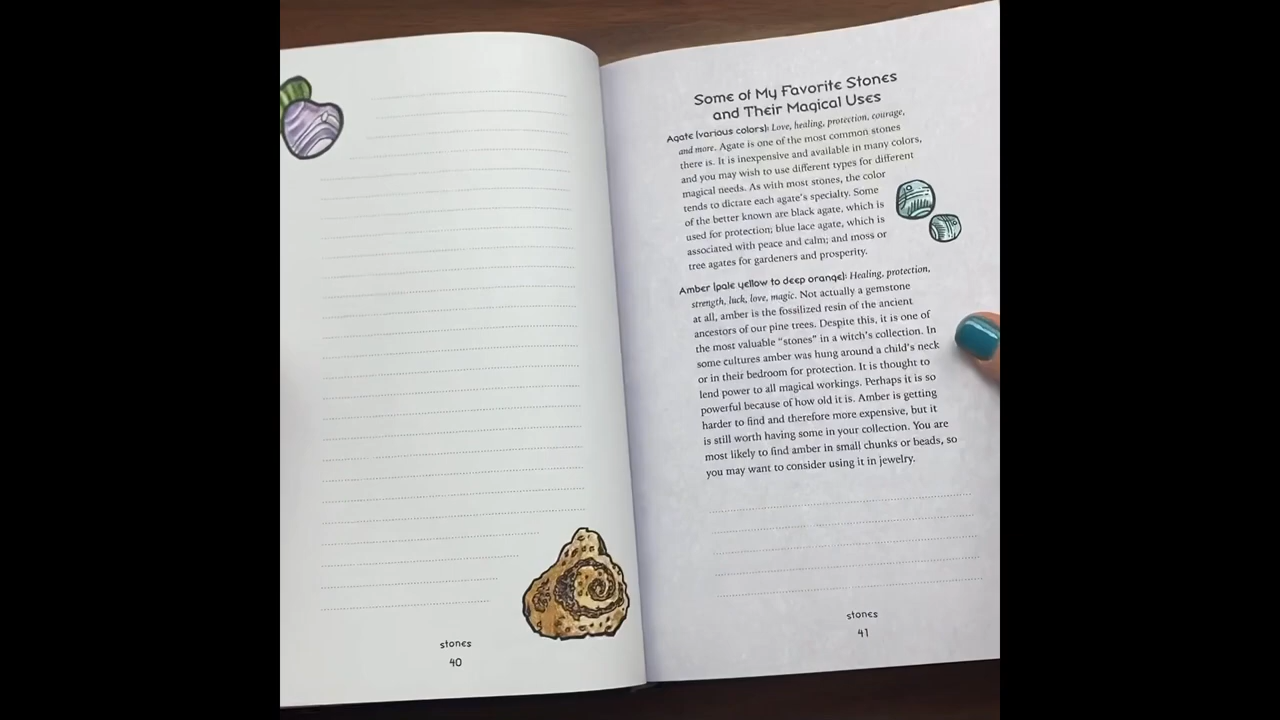 stones
40
Some of My Favorite Stones
and Their Magical Uses
Agate (various colors): Love, healing, protection, courage,
and more. Agate is one of the most common stones
there is. It is inexpensive and available in many colors,
and you may wish to use different types for different
magical needs. As with most stones, the color
tends to dictate each agate's specialty. Some
of the better known are black agate, which is
used for protection; blue lace agate, which is
associated with peace and calm; and moss or
tree agates for gardeners and prosperity.
Amber (pale yellow to deep orange): Healing, protection,
strength, luck, love, magic. Not actually a gemstone
at all, amber is the fossilized resin of the ancient
ancestors of our pine trees. Despite this, it is one of
the most valuable "stones" in a witch's collection. In
some cultures amber was hung around a child's neck
or in their bedroom for protection. It is thought to
lend power to all magical workings. Perhaps it is so
powerful because of how old it is. Amber is getting
harder to find and therefore more expensive, but it
is still worth having some in your collection. You are
most likely to find amber in small chunks or beads, so
you may want to consider using it in jewelry.
stones
41